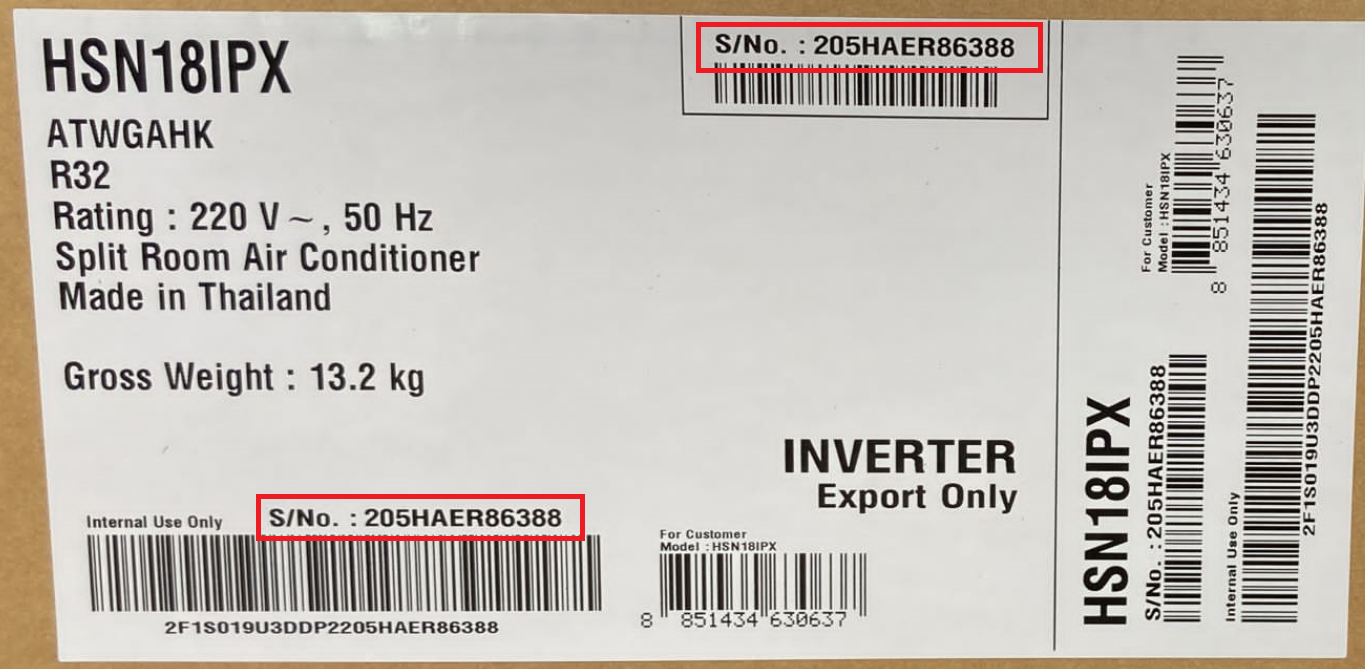 HSN18IPX
ATWGAHK
R32
Rating : 220 V ~ , 50 Hz
Split Room Air Conditioner
Made in Thailand
Gross Weight : 13.2 kg
S/No. : 205HAER86388
INVERTER
Export Only
Internal Use Only
S/No. : 205HAER86388
2F1S019U3DDP2205HAER86388
For Customer
Model : HSN18IPX
8 851434 630637
HSN18IPX
S/No. : 205HAER86388
For Customer
Model : HSN18IPX
8 851434 630637
Internal Use Only
2F1S019U3DDP2205HAER86388